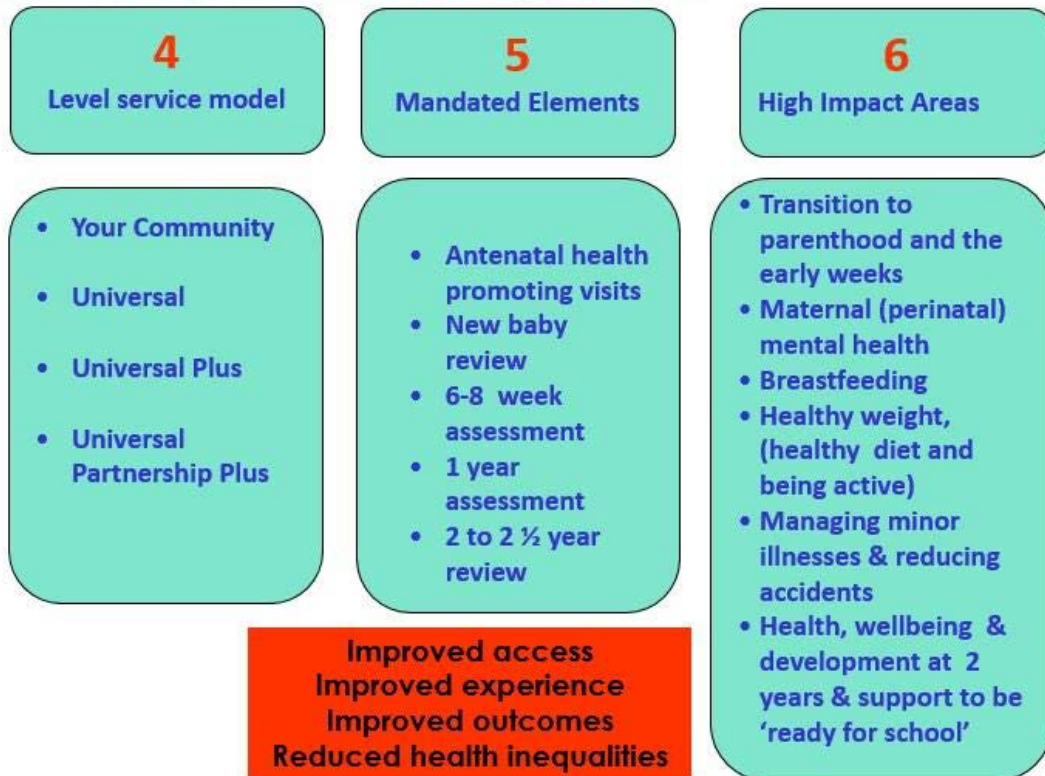 4
Level service model
5
Mandated Elements
6
High Impact Areas
• Your Community
• Universal
• Universal Plus
• Universal
Partnership Plus
• Antenatal health
promoting visits
• New baby
review
• 6-8 week
assessment
• 1 year
assessment
• 2 to 2 ½ year
review
• Transition to
parenthood and the
early weeks
• Maternal (perinatal)
mental health
• Breastfeeding
• Healthy weight,
(healthy diet and
being active)
• Managing minor
illnesses & reducing
accidents
• Health, wellbeing &
development at 2
years & support to be
‘ready for school’
Improved access
Improved experience
Improved outcomes
Reduced health inequalities